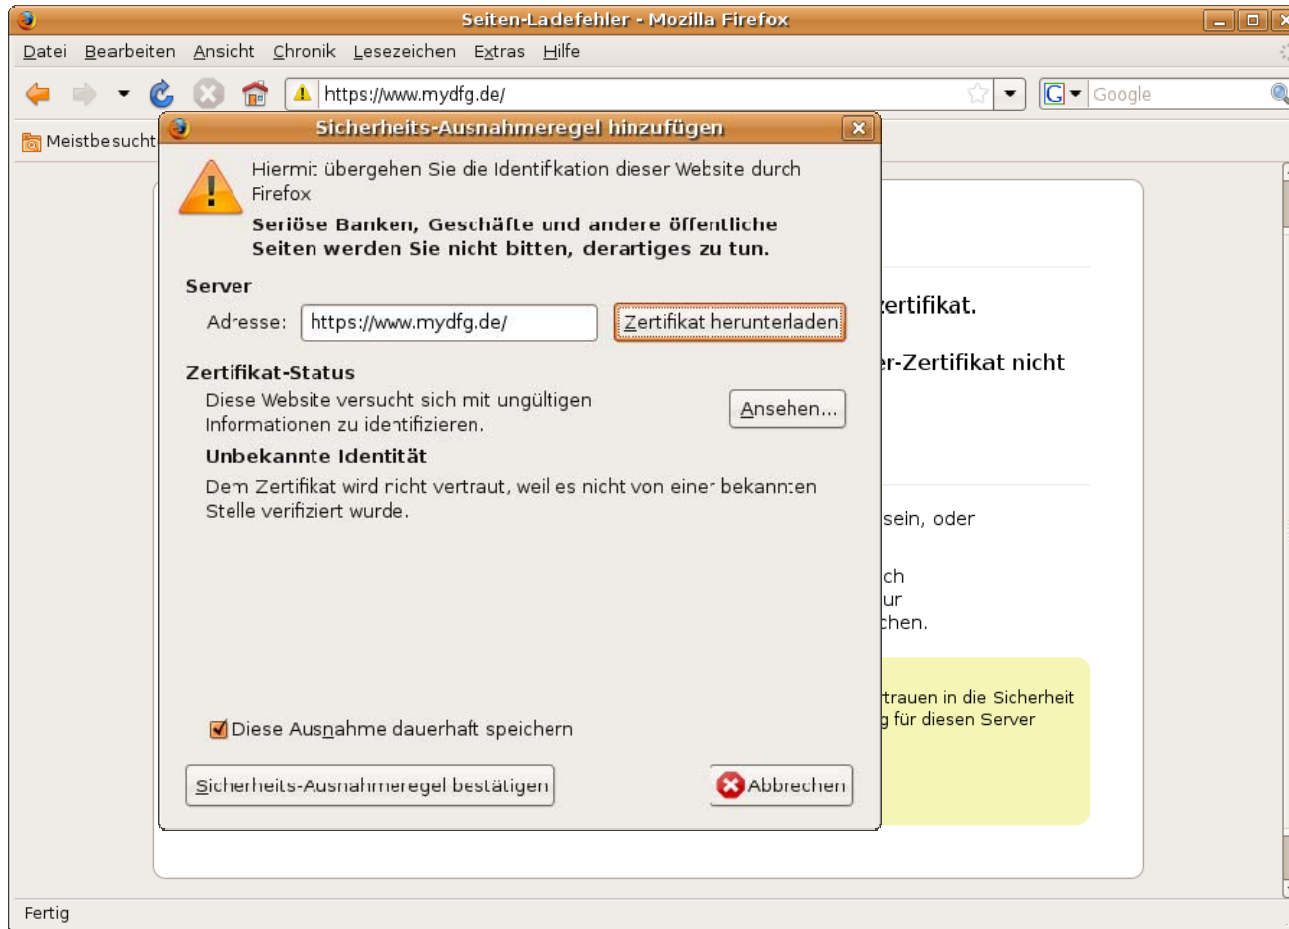 Seiten-Ladefehler - Mozilla Firefox
Datei Bearbeiten Ansicht Chronik Lesezeichen Extras Hilfe
https://www.mydfg.de/
G
Google
Meistbesucht
Sicherheits-Ausnahmeregel hinzufügen
Hiermit übergehen Sie die Identifkation dieser Website durch
Firefox
Seriöse Banken, Geschäfte und andere öffentliche
Seiten werden Sie nicht bitten, derartiges zu tun.
Server
Adresse: https://www.mydfg.de/ Zertifikat herunterladen
Zertifikat-Status
Diese Website versucht sich mit ungültigen
Informationen zu identifizieren.
Ansehen...
Unbekannte Identität
Dem Zertifikat wird nicht vertraut, weil es nicht von einer bekannten
Stelle verifiziert wurde.
Diese Ausnahme dauerhaft speichern
Sicherheits-Ausnahmeregel bestätigen Abbrechen
zertifikat.
er-Zertifikat nicht
sein, oder
ch
ur
chen.
trauen in die Sicherheit
g für diesen Server
Fertig